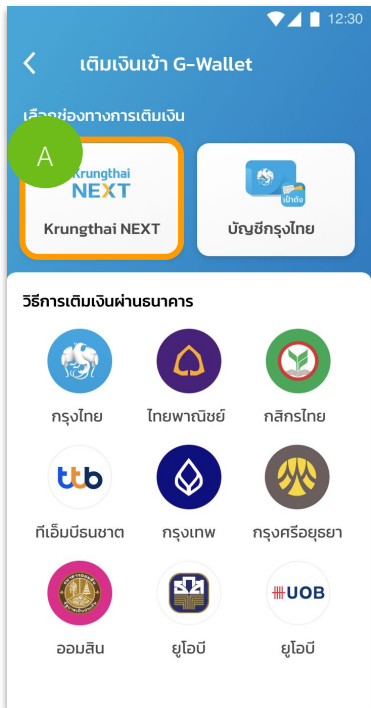 12:30
เติมเงินเข้า G-Wallet
เลือกช่องทางการเติมเงิน
A
Krungthai
NEXT
เป๋าตัง
Krungthai NEXT
บัญชีกรุงไทย
วิธีการเติมเงินผ่านธนาคาร
กรุงไทย
ไทยพาณิชย์
กสิกรไทย
ttb
ทีเอ็มบีธนชาต
กรุงเทพ
กรุงศรีอยุธยา
UOB
ออมสิน
ยูโอบี
ยูโอบี